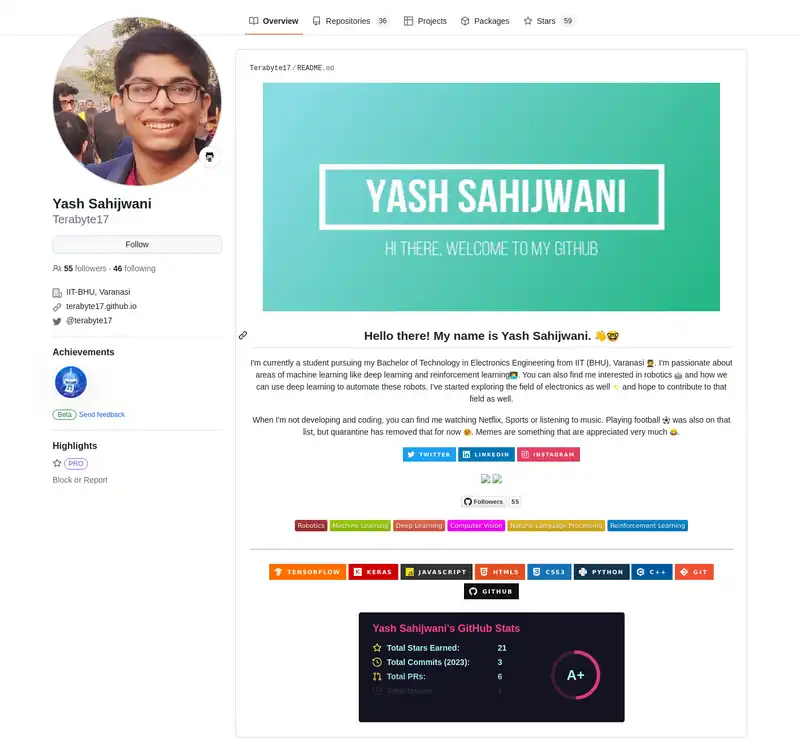 Overview
Repositories 36
Projects
Packages
Stars 59
Yash Sahijwani
Terabyte17
Follow
55 followers · 46 following
IIT-BHU, Varanasi
terabyte17.github.io
@terabyte17
Achievements
Beta Send feedback
Highlights
PRO
Block or Report
Terabyte17/README.md
YASH SAHIJWANI
HI THERE. WELCOME TO MY GITHUB
Hello there! My name is Yash Sahijwani. 👋🤓
I'm currently a student pursuing my Bachelor of Technology in Electronics Engineering from IIT (BHU), Varanasi 👨‍🎓. I'm passionate about
areas of machine learning like deep learning and reinforcement learning👨‍💻. You can also find me interested in robotics 🤖 and how we
can use deep learning to automate these robots. I've started exploring the field of electronics as well ✨ and hope to contribute to that
field as well.
When I'm not developing and coding, you can find me watching Netflix, Sports or listening to music. Playing football ⚽ was also on that
list, but quarantine has removed that for now 😷. Memes are something that are appreciated very much 😂.
TWITTER LINKEDIN INSTAGRAM
Followers 55
Robotics Machine Learning Deep Learning Computer Vision Natural Language Processing Reinforcement Learning
TENSORFLOW KERAS JAVASCRIPT HTML5 CSS3 PYTHON C++ GIT
GITHUB
Yash Sahijwani's GitHub Stats
Total Stars Earned: 21
Total Commits (2023): 3
Total PRs: 6
Total Issues: 1
A+